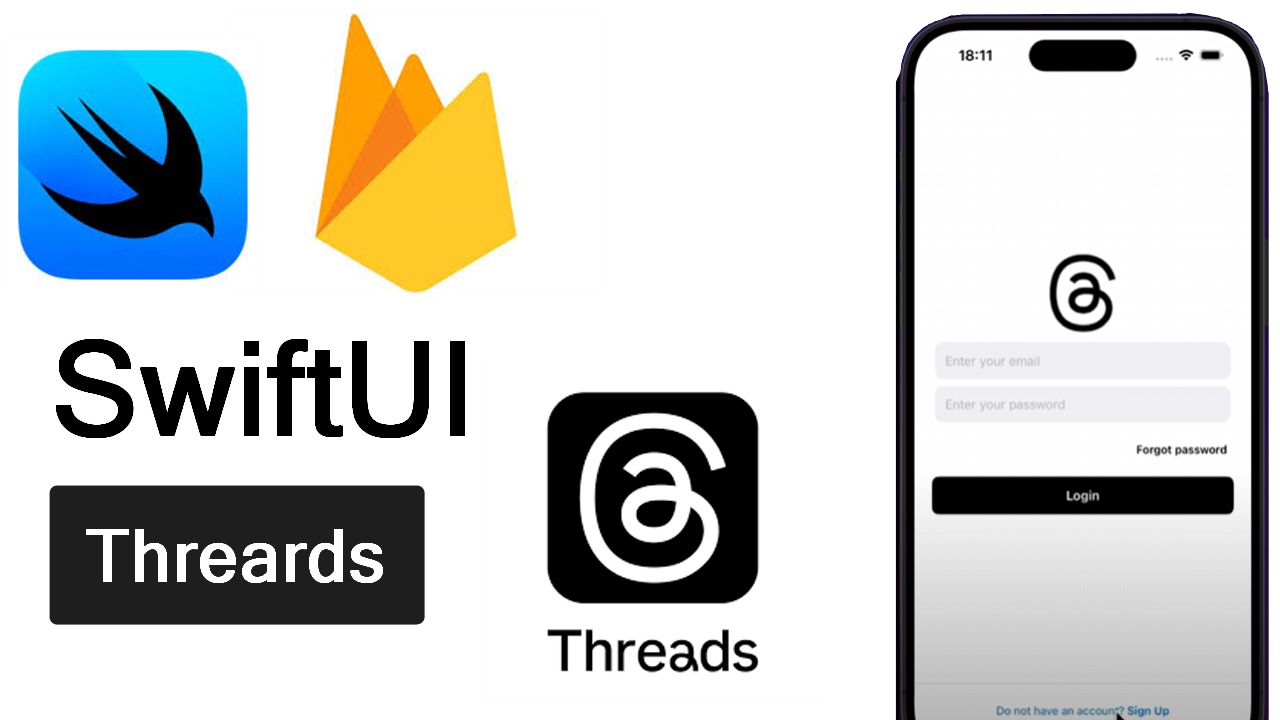 SwiftUI
Threards
Threads
18:11
Enter your email
Enter your password
Forgot password
Login
Do not have an account? Sign Up